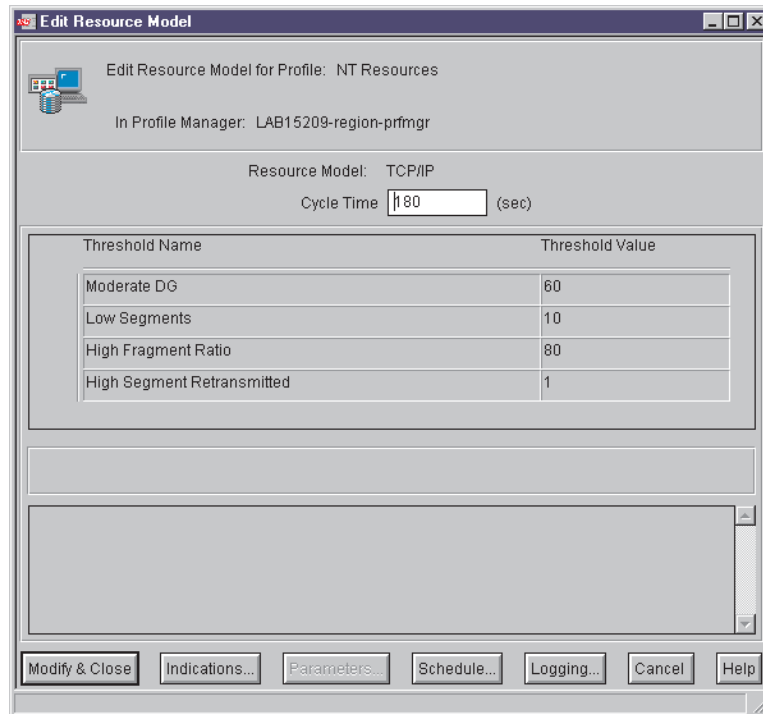 Edit Resource Model
Edit Resource Model for Profile: NT Resources
In Profile Manager: LAB15209-region-prfmgr
Resource Model: TCP/IP
Cycle Time 180 (sec)
Threshold Name Threshold Value
Moderate DG 60
Low Segments 10
High Fragment Ratio 80
High Segment Retransmitted 1
Modify & Close Indications... Parameters... Schedule... Logging... Cancel Help